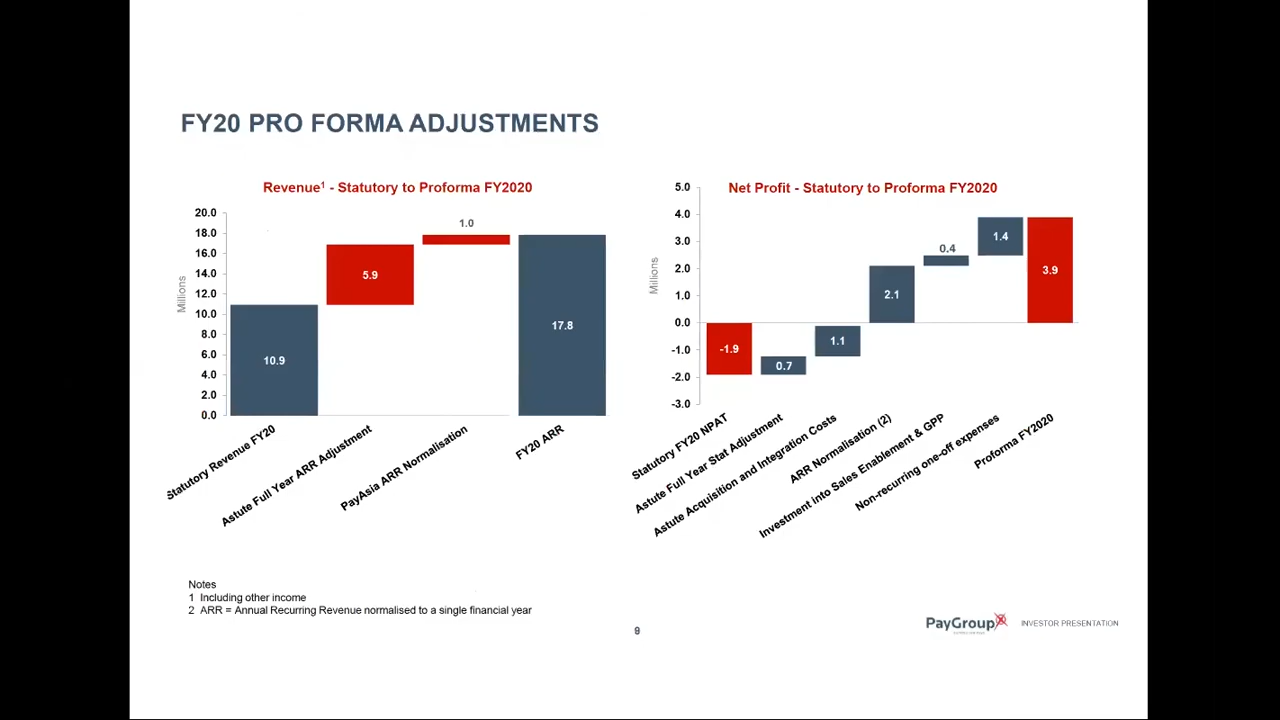 FY20 PRO FORMA ADJUSTMENTS
Revenue¹ - Statutory to Proforma FY2020
20.0
18.0
16.0
14.0
12.0
10.0
8.0
6.0
4.0
2.0
0.0
Millions
10.9
5.9
1.0
17.8
Statutory Revenue FY20
Astute Full Year ARR Adjustment
PayAsia ARR Normalisation
FY20 ARR
Net Profit - Statutory to Proforma FY2020
5.0
4.0
3.0
2.0
1.0
0.0
-1.0
-2.0
-3.0
Millions
-1.9
0.7
1.1
2.1
0.4
1.4
3.9
Statutory FY20 NPAT
Astute Full Year Stat Adjustment
Astute Acquisition and Integration Costs
ARR Normalisation (2)
Investment into Sales Enablement & GPP
Non-recurring one-off expenses
Proforma FY2020
Notes
1 Including other income
2 ARR = Annual Recurring Revenue normalised to a single financial year
9
PayGroup
INVESTOR PRESENTATION